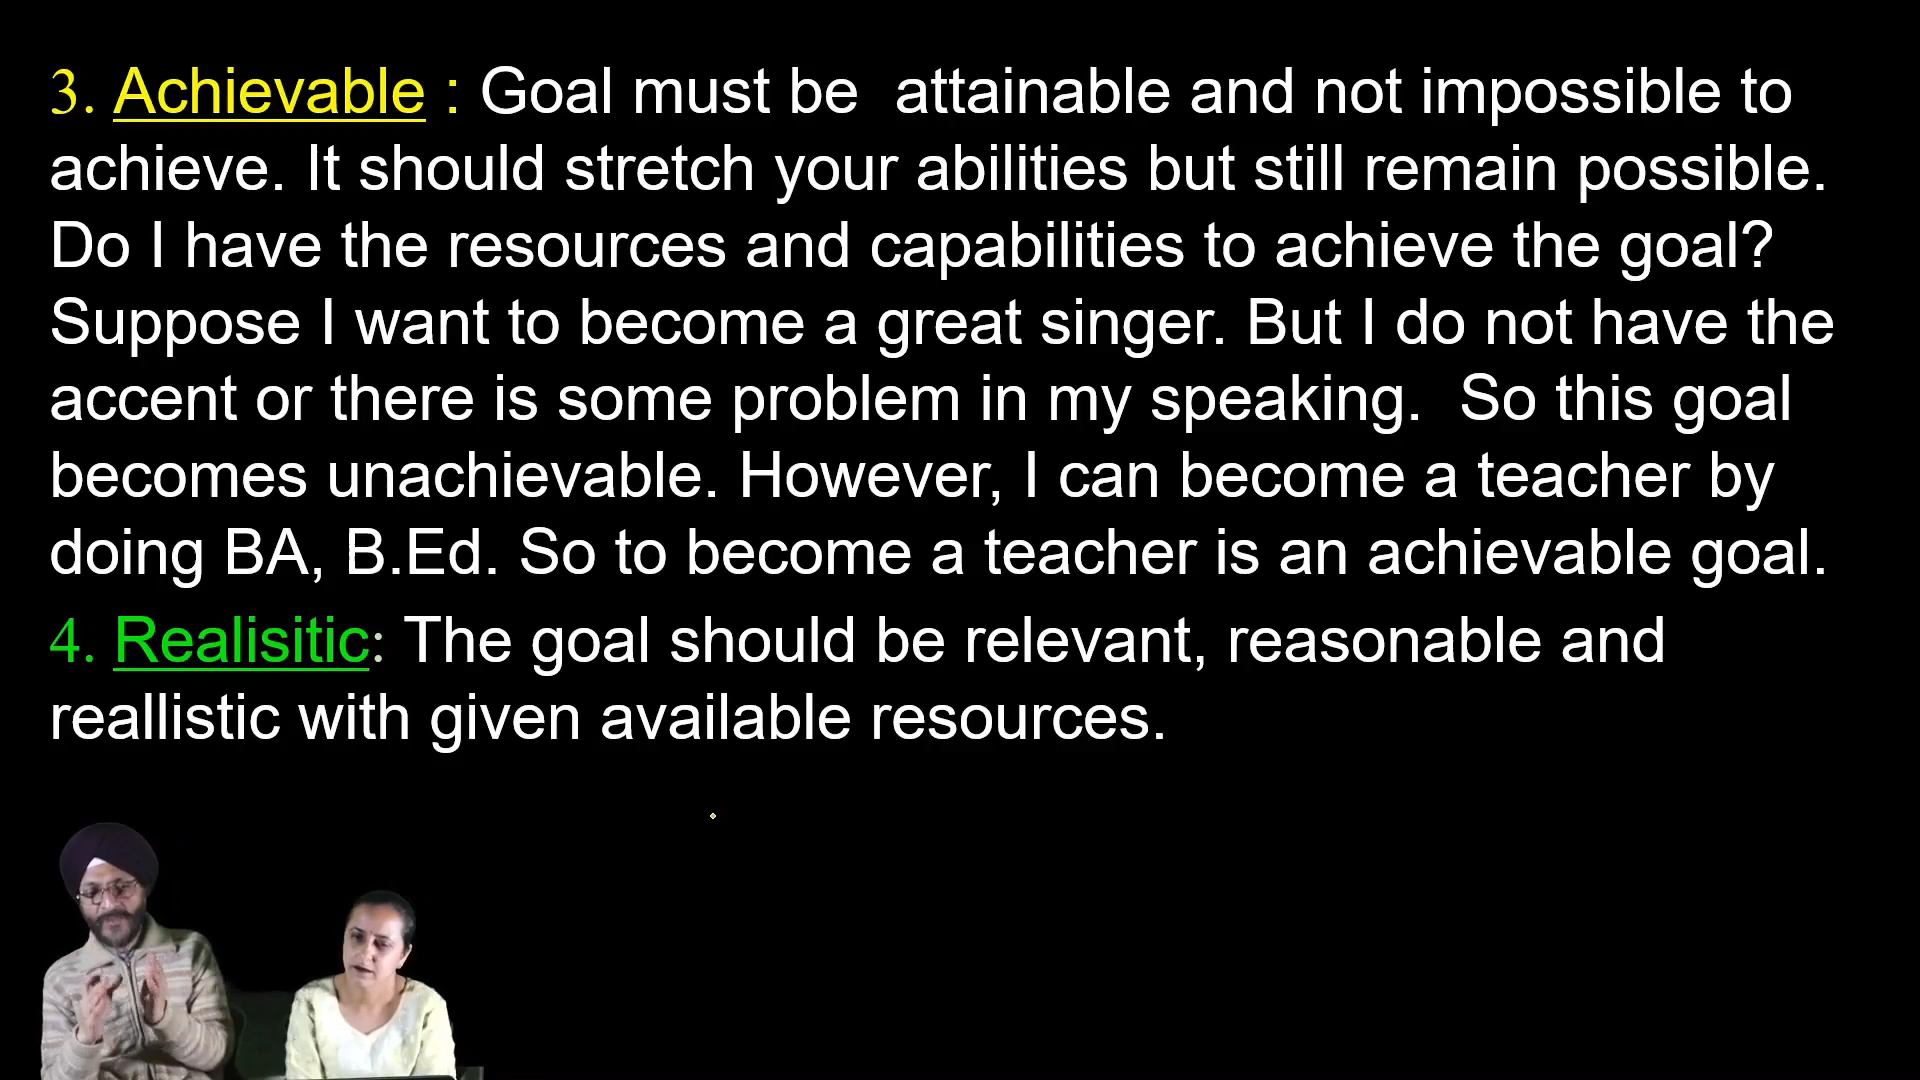 3. Achievable : Goal must be  attainable and not impossible to
achieve. It should stretch your abilities but still remain possible.
Do I have the resources and capabilities to achieve the goal?
Suppose I want to become a great singer. But I do not have the
accent or there is some problem in my speaking.  So this goal
becomes unachievable. However, I can become a teacher by
doing BA, B.Ed. So to become a teacher is an achievable goal.
4. Realisitic: The goal should be relevant, reasonable and
reallistic with given available resources.